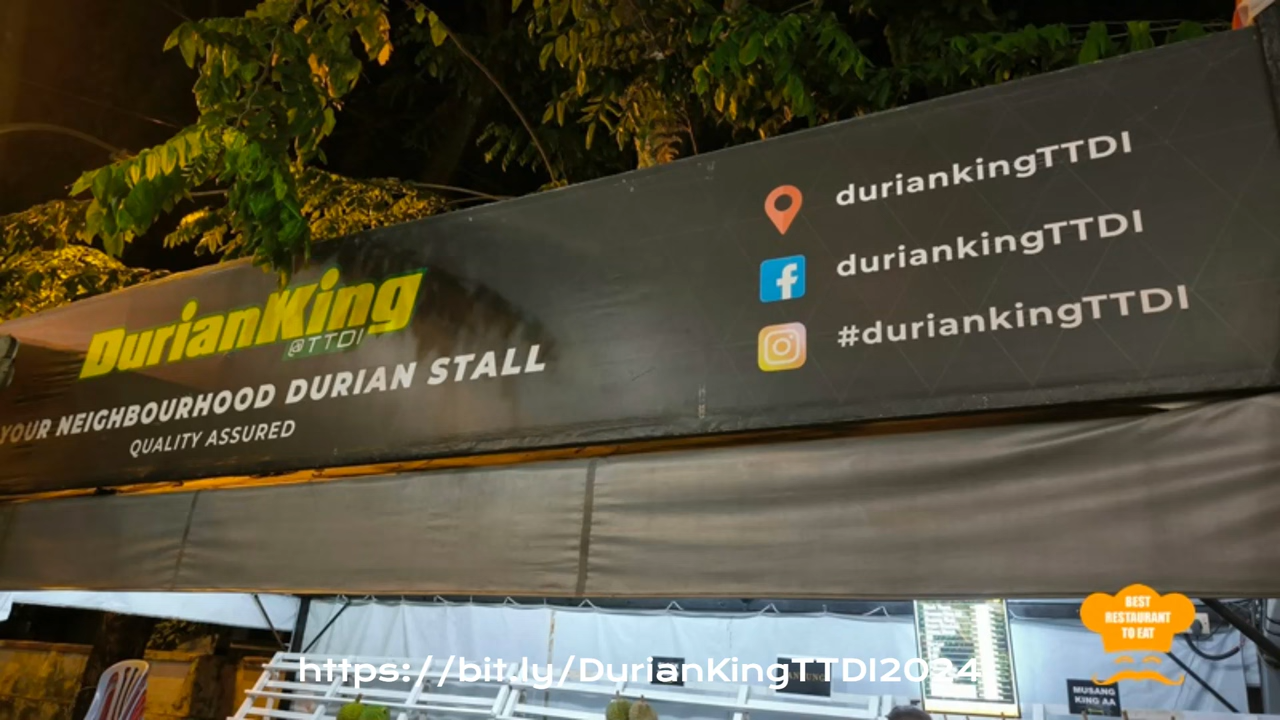 DurianKing
@TTDI
YOUR NEIGHBOURHOOD DURIAN STALL
QUALITY ASSURED
duriankingTTDI
duriankingTTDI
#duriankingTTDI
BEST
RESTAURANT
TO EAT
https://bit.ly/DurianKingTTDI2024
MUSANG
KING AA